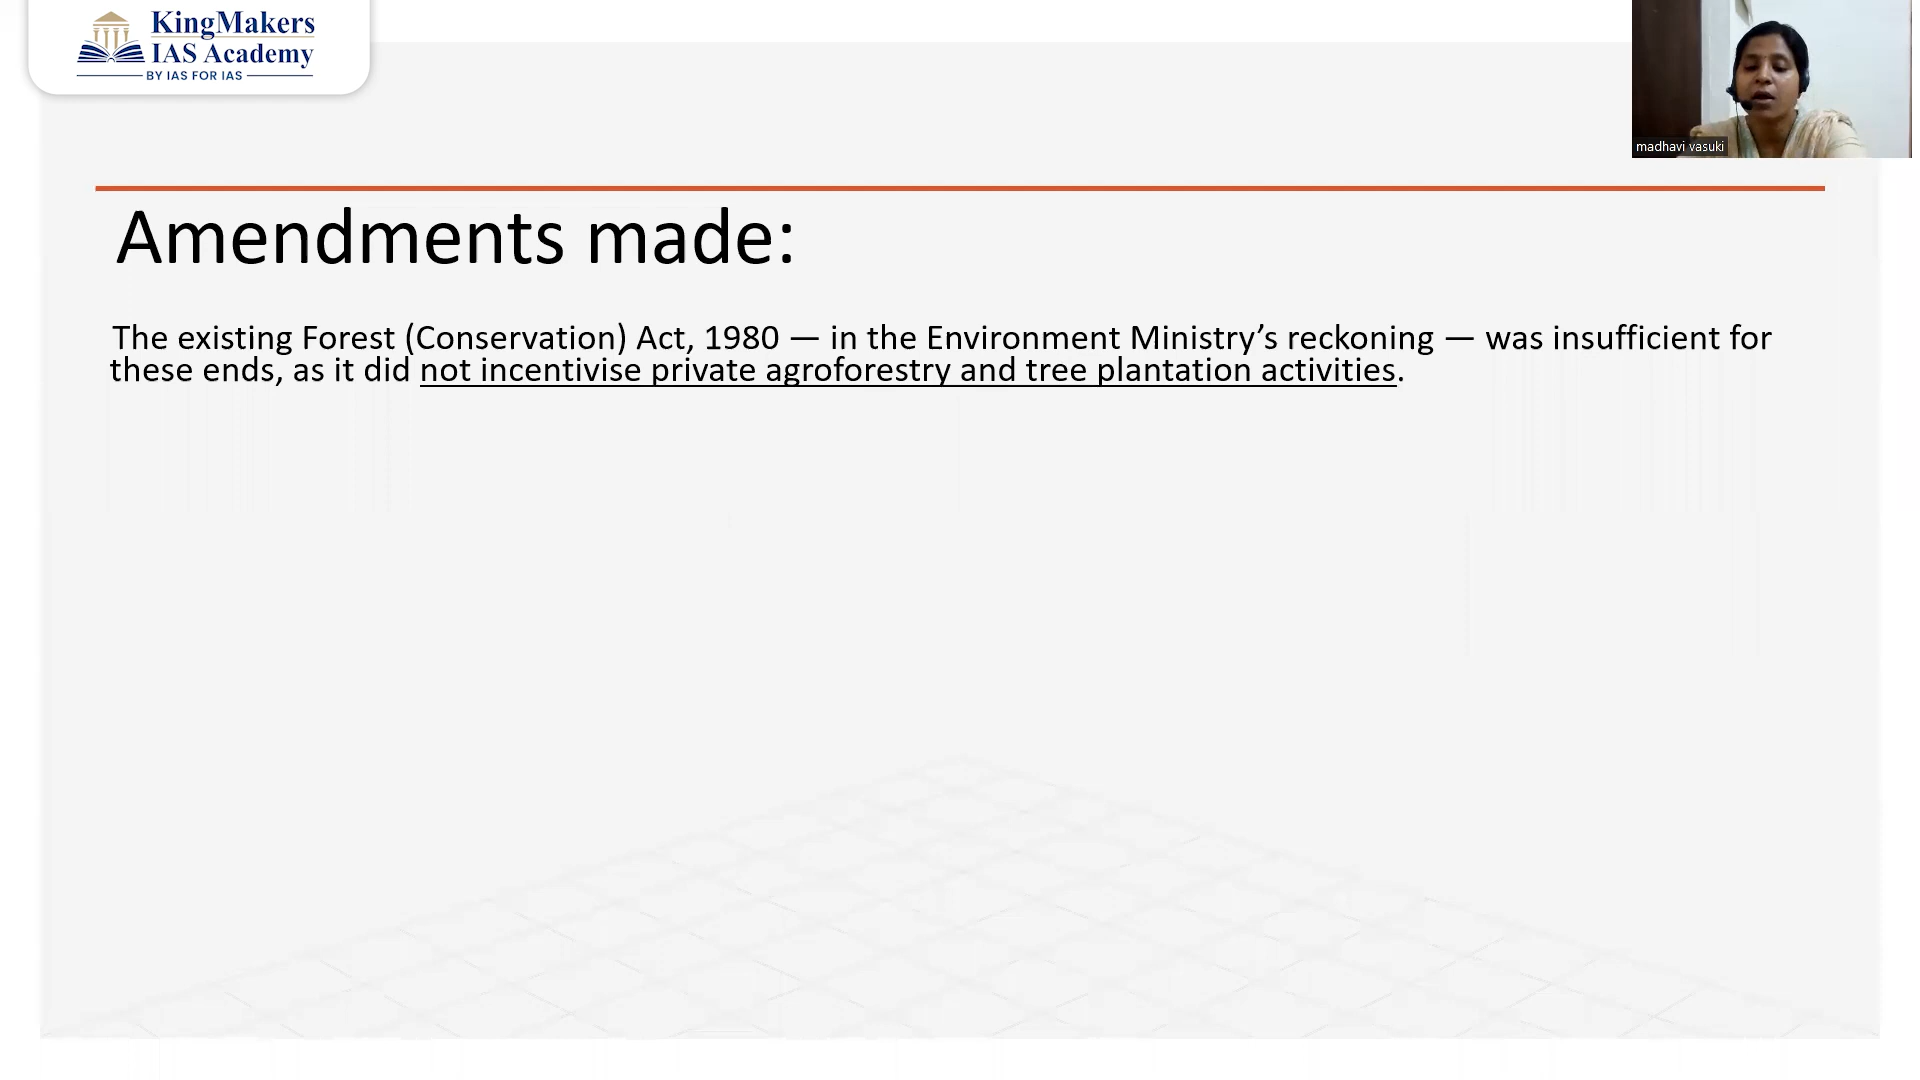 KingMakers
IAS Academy
BY IAS FOR IAS
madhavi vasuki
Amendments made:
The existing Forest (Conservation) Act, 1980 — in the Environment Ministry’s reckoning — was insufficient for
these ends, as it did not incentivise private agroforestry and tree plantation activities.